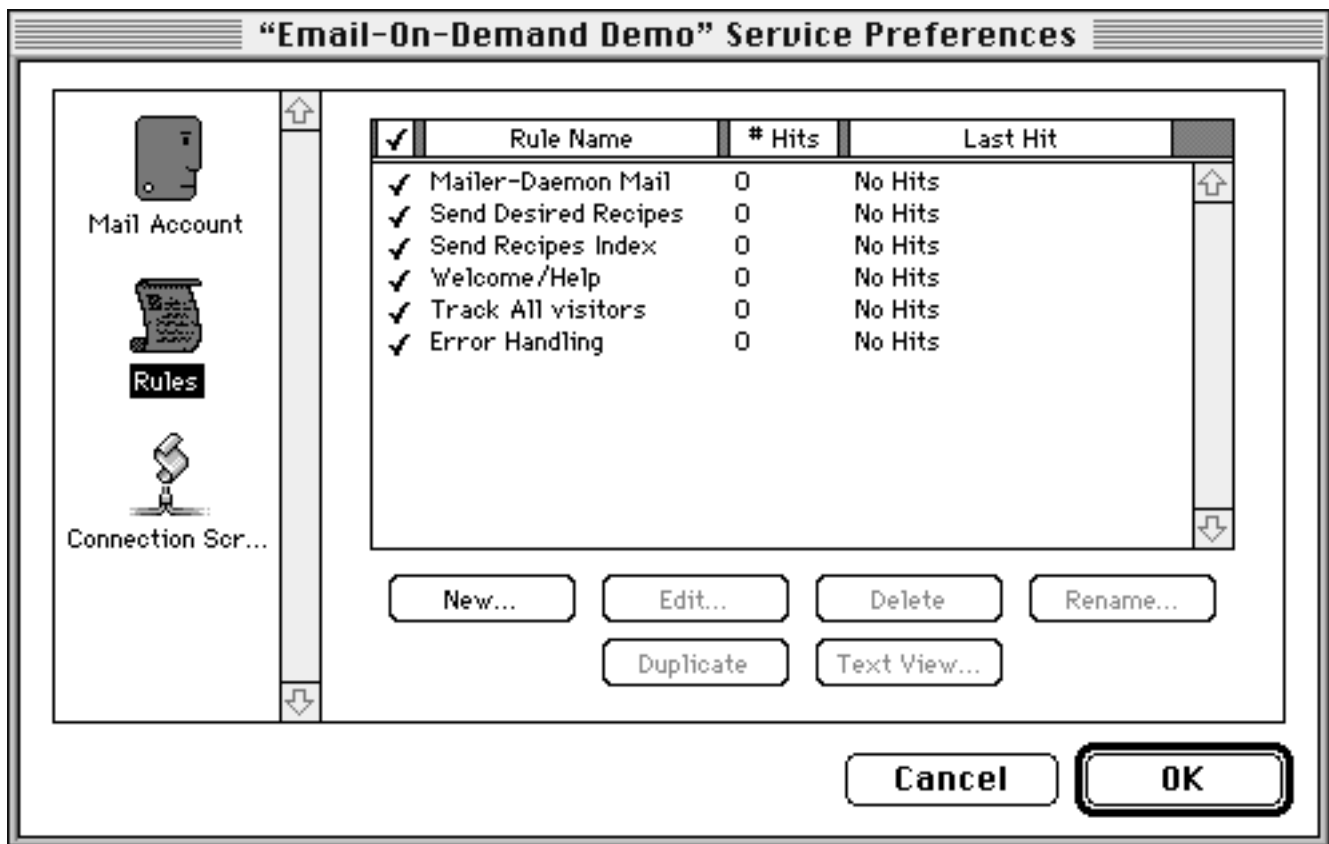 “Email-On-Demand Demo” Service Preferences
Mail Account
Rules
Connection Scr...
✓ Rule Name # Hits Last Hit
✓ Mailer-Daemon Mail 0 No Hits
✓ Send Desired Recipes 0 No Hits
✓ Send Recipes Index 0 No Hits
✓ Welcome/Help 0 No Hits
✓ Track All visitors 0 No Hits
✓ Error Handling 0 No Hits
New... Edit... Delete Rename...
Duplicate Text View...
Cancel OK